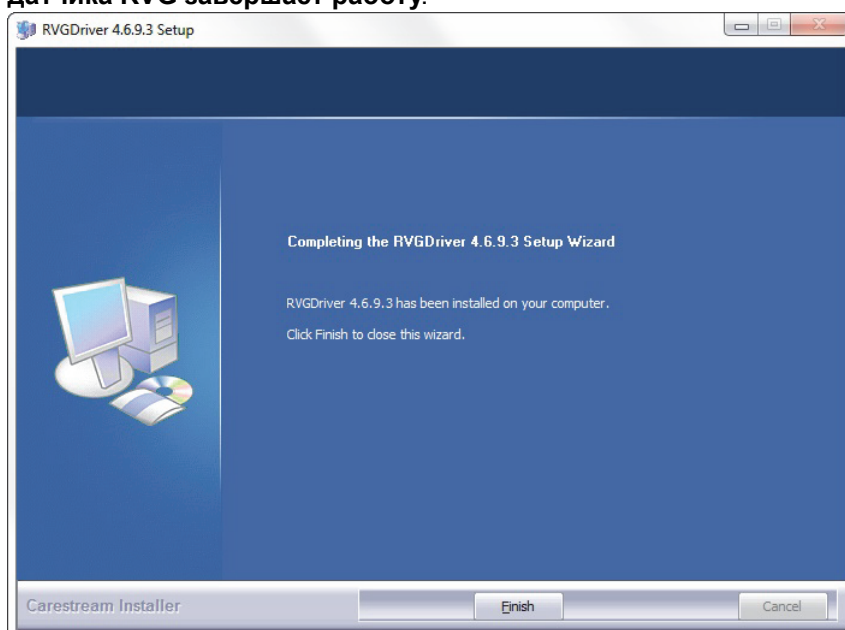 датчика RVG завершает работу.
RVGDriver 4.6.9.3 Setup
Completing the RVGDriver 4.6.9.3 Setup Wizard
RVGDriver 4.6.9.3 has been installed on your computer.
Click Finish to close this wizard.
Carestream Installer
Finish
Cancel